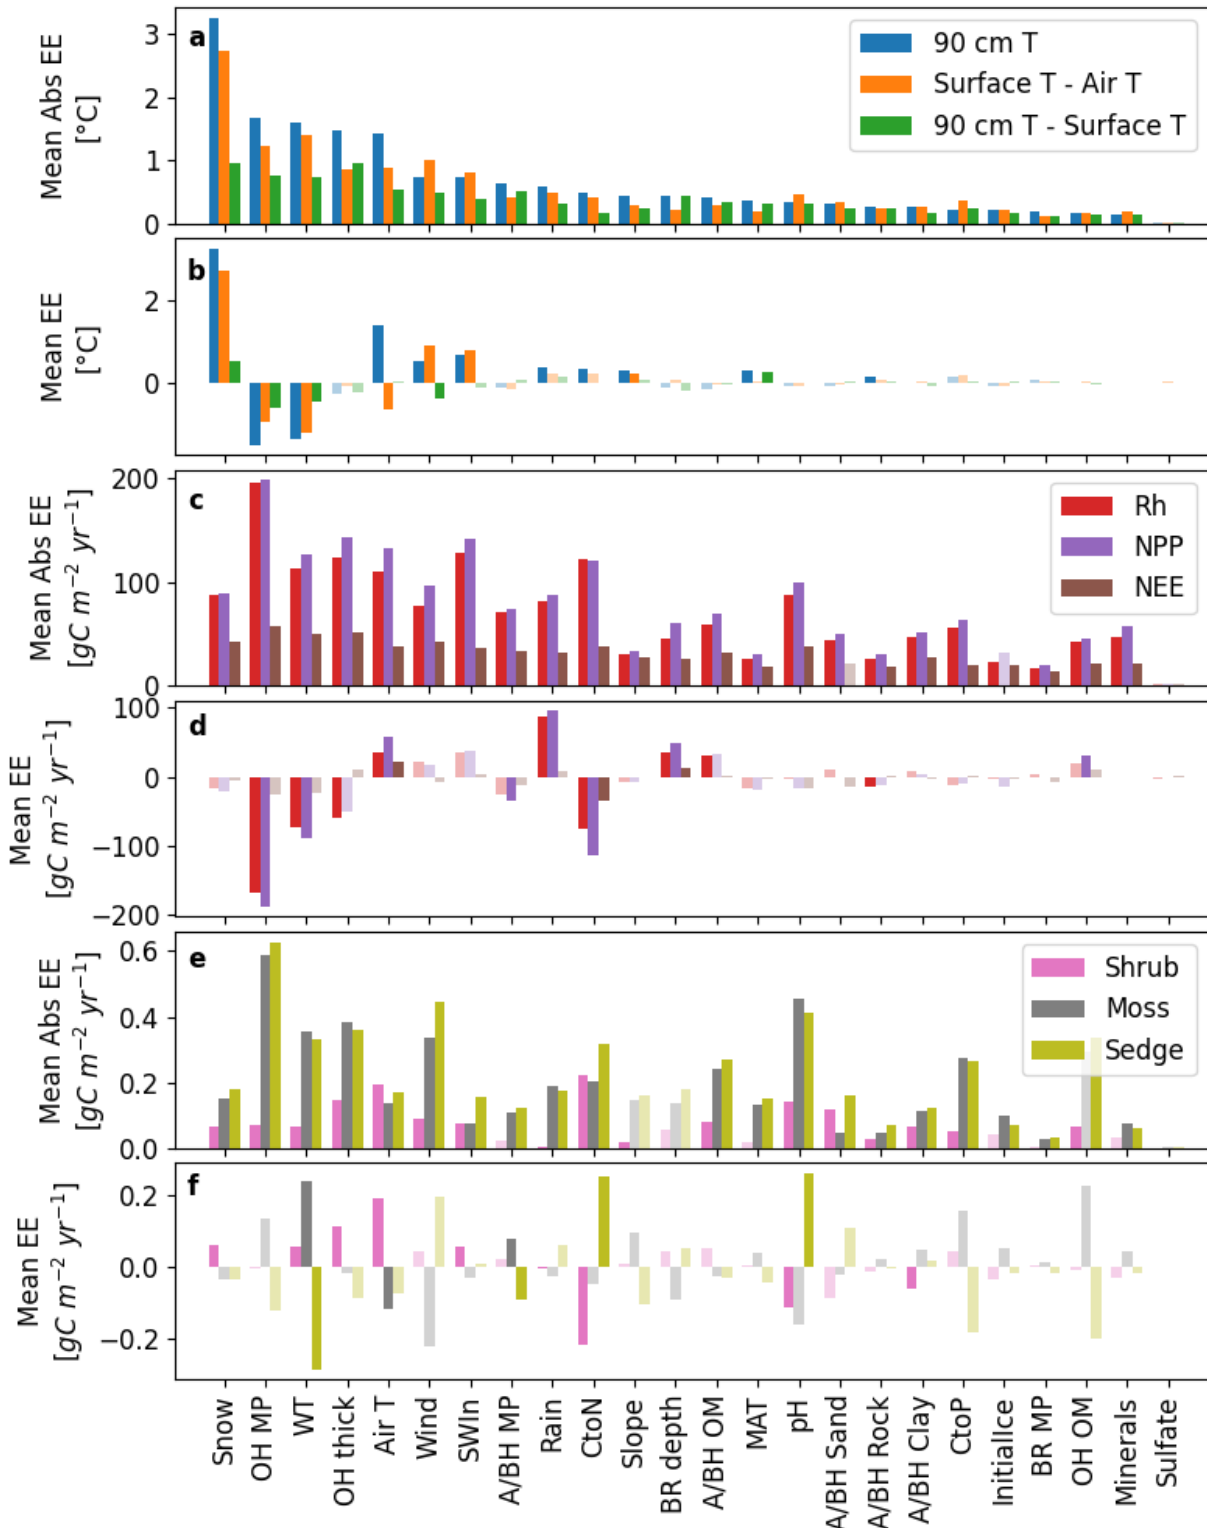 a
3
2
1
0
Mean Abs EE
[°C]
90 cm T
Surface T - Air T
90 cm T - Surface T
b
2
0
Mean EE
[°C]
c
200
100
0
Mean Abs EE
[gC m⁻² yr⁻¹]
Rh
NPP
NEE
d
100
0
−100
−200
Mean EE
[gC m⁻² yr⁻¹]
e
0.6
0.4
0.2
0.0
Mean Abs EE
[gC m⁻² yr⁻¹]
Shrub
Moss
Sedge
f
0.2
0.0
−0.2
Mean EE
[gC m⁻² yr⁻¹]
Snow
OH MP
WT
OH thick
Air T
Wind
SWIn
A/BH MP
Rain
CtoN
Slope
BR depth
A/BH OM
MAT
pH
A/BH Sand
A/BH Rock
A/BH Clay
CtoP
InitialIce
BR MP
OH OM
Minerals
Sulfate